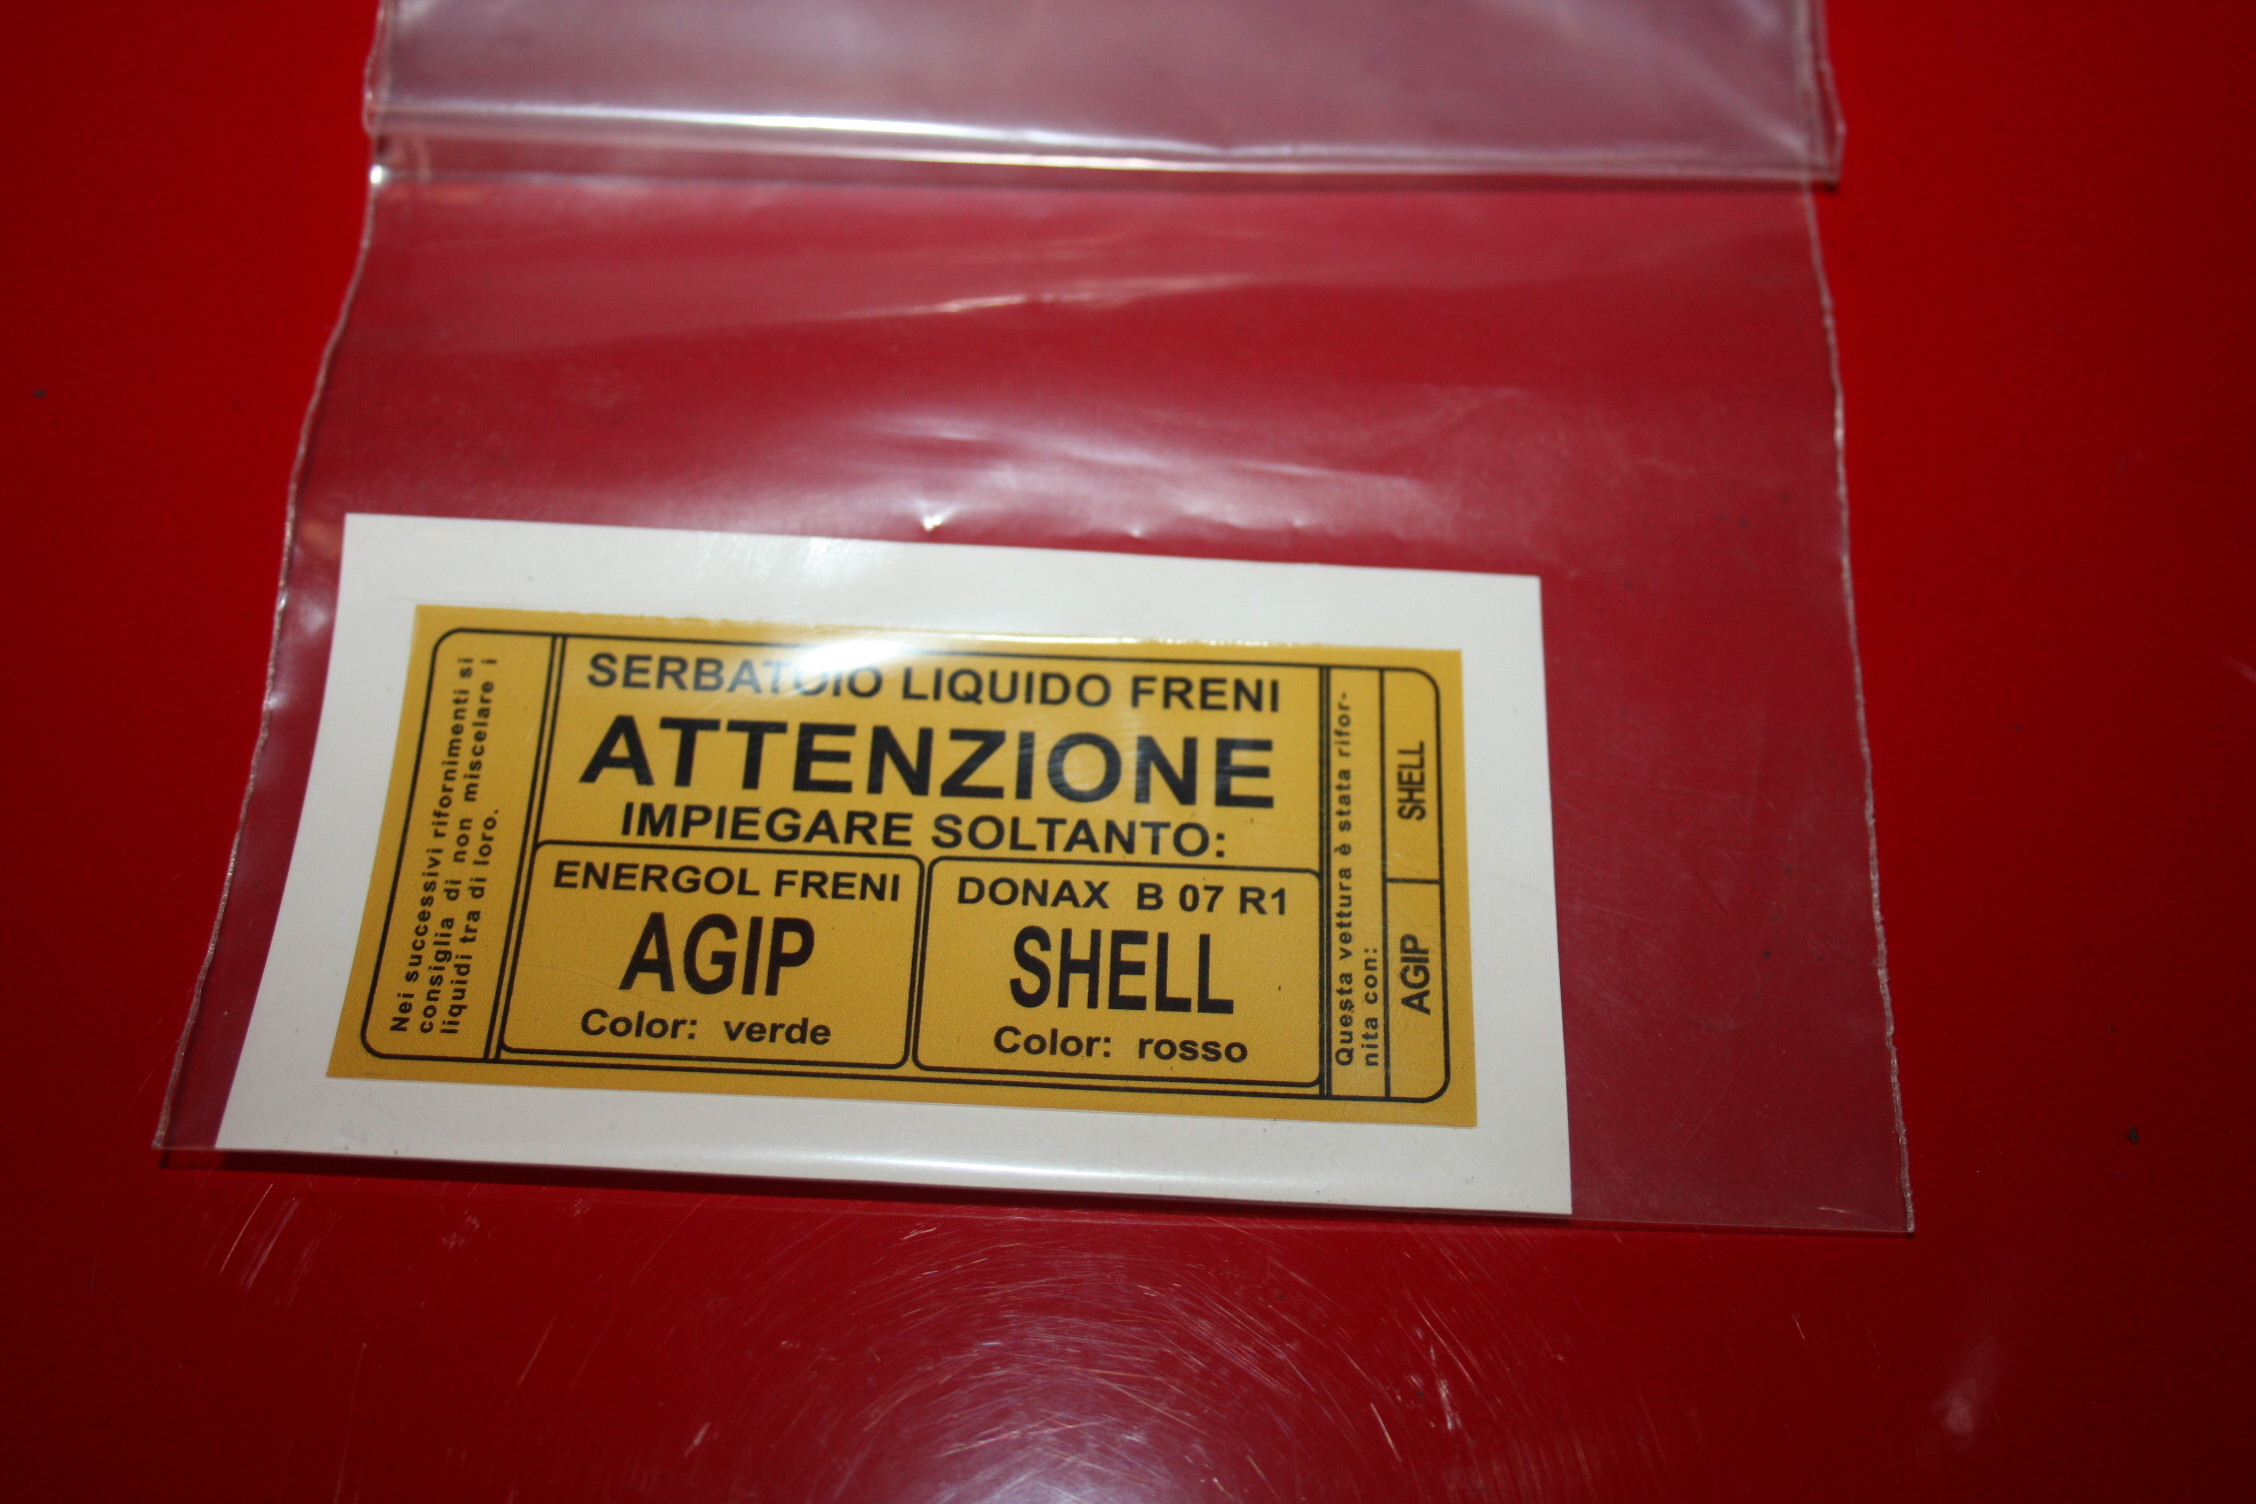 Nei successivi rifornimenti si
consiglia di non miscelare i
liquidi tra di loro.
SERBATOIO LIQUIDO FRENI
ATTENZIONE
IMPIEGARE SOLTANTO:
ENERGOL FRENI
AGIP
Color: verde
DONAX B 07 R1
SHELL
Color: rosso
Questa vettura è stata rifor-
nita con:
AGIP
SHELL